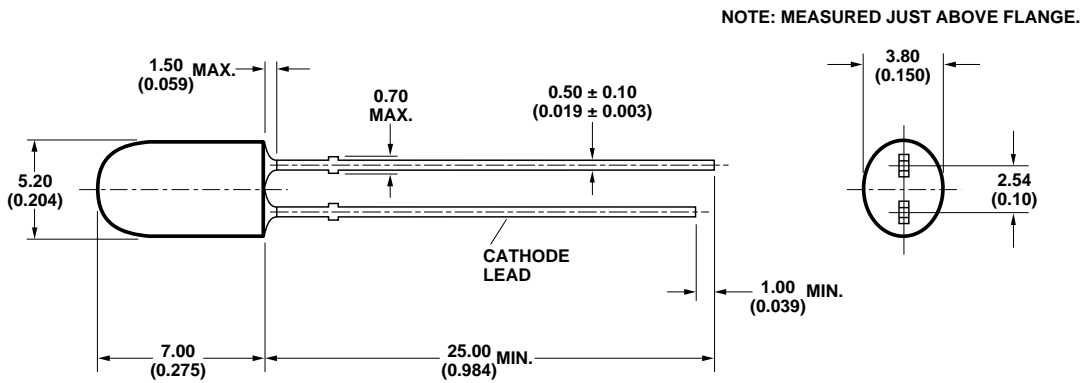 NOTE: MEASURED JUST ABOVE FLANGE.
1.50 MAX.
(0.059)
0.70
MAX.
0.50 ± 0.10
(0.019 ± 0.003)
3.80
(0.150)
5.20
(0.204)
2.54
(0.10)
CATHODE
LEAD
1.00 MIN.
(0.039)
7.00
(0.275)
25.00 MIN.
(0.984)